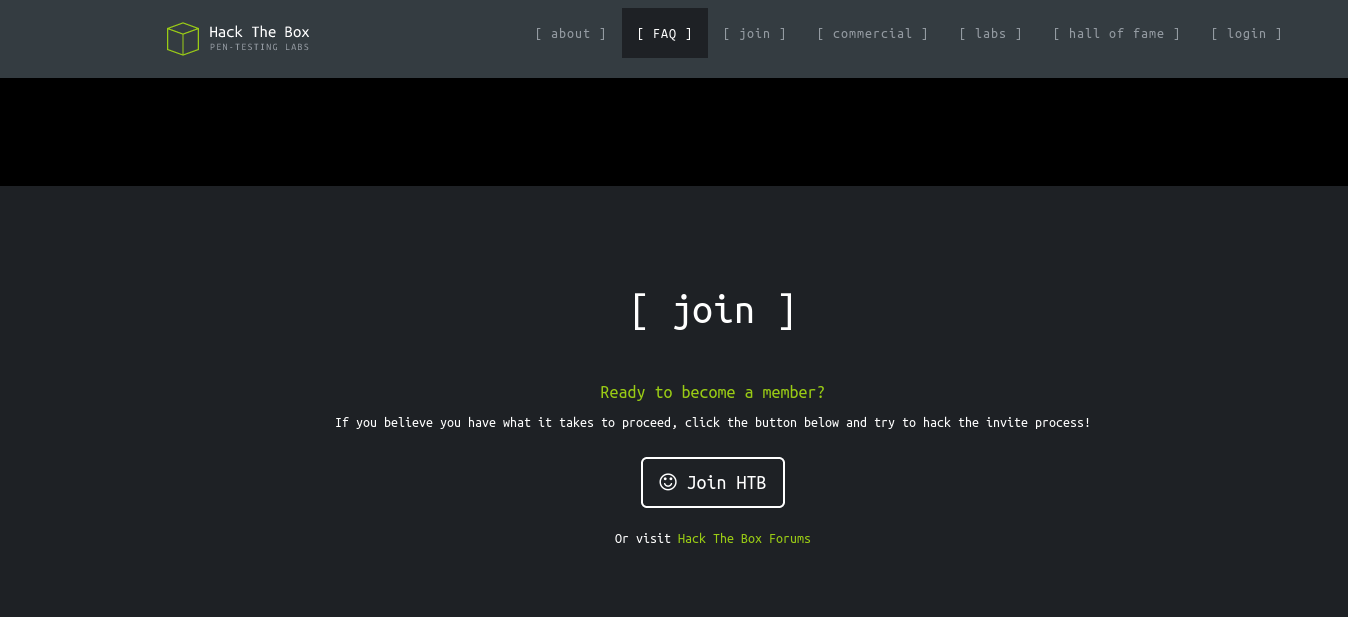 Hack The Box
PEN-TESTING LABS
[ about ] [ FAQ ] [ join ] [ commercial ] [ labs ] [ hall of fame ] [ login ]
[ join ]
Ready to become a member?
If you believe you have what it takes to proceed, click the button below and try to hack the invite process!
Join HTB
Or visit Hack The Box Forums